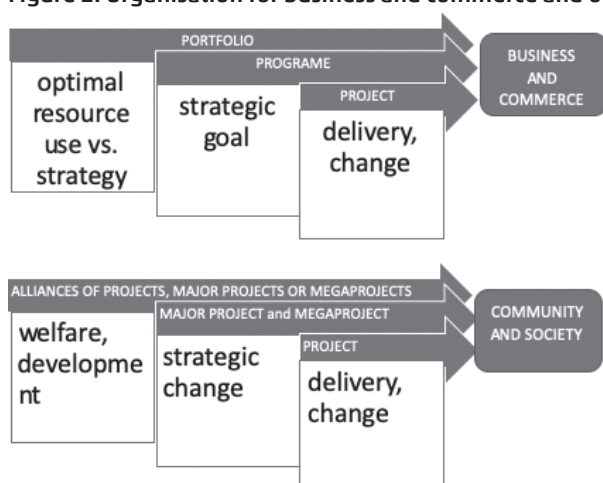 PORTFOLIO
PROGRAME
PROJECT
optimal
resource
use vs.
strategy
strategic
goal
delivery,
change
BUSINESS
AND
COMMERCE
ALLIANCES OF PROJECTS, MAJOR PROJECTS OR MEGAPROJECTS
MAJOR PROJECT and MEGAPROJECT
PROJECT
welfare,
developme
nt
strategic
change
delivery,
change
COMMUNITY
AND SOCIETY